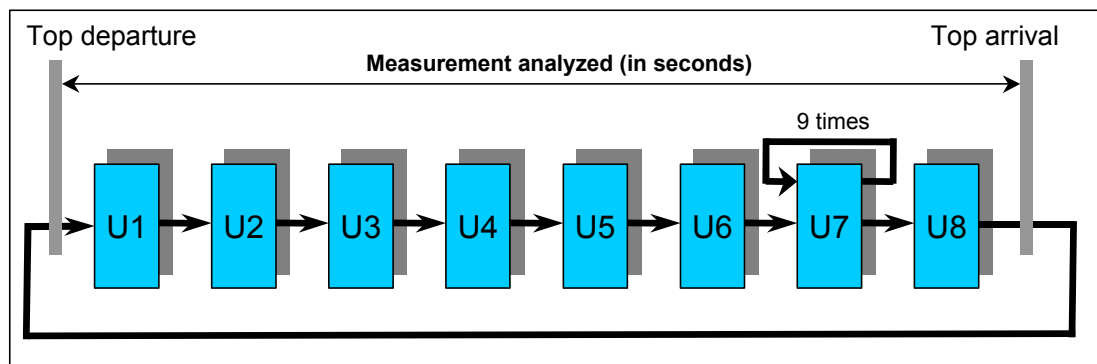 Top departure
Top arrival
Measurement analyzed (in seconds)
9 times
U1
U2
U3
U4
U5
U6
U7
U8